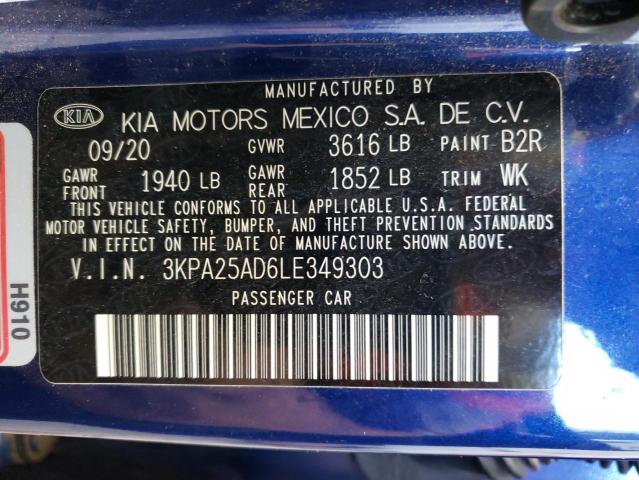 MANUFACTURED BY
KIA KIA MOTORS MEXICO S.A. DE C.V.
09/20 GVWR 3616 LB PAINT B2R
GAWR FRONT 1940 LB GAWR REAR 1852 LB TRIM WK
THIS VEHICLE CONFORMS TO ALL APPLICABLE U.S.A. FEDERAL
MOTOR VEHICLE SAFETY, BUMPER, AND THEFT PREVENTION STANDARDS
IN EFFECT ON THE DATE OF MANUFACTURE SHOWN ABOVE.
V.I.N. 3KPA25AD6LE349303
PASSENGER CAR
H910